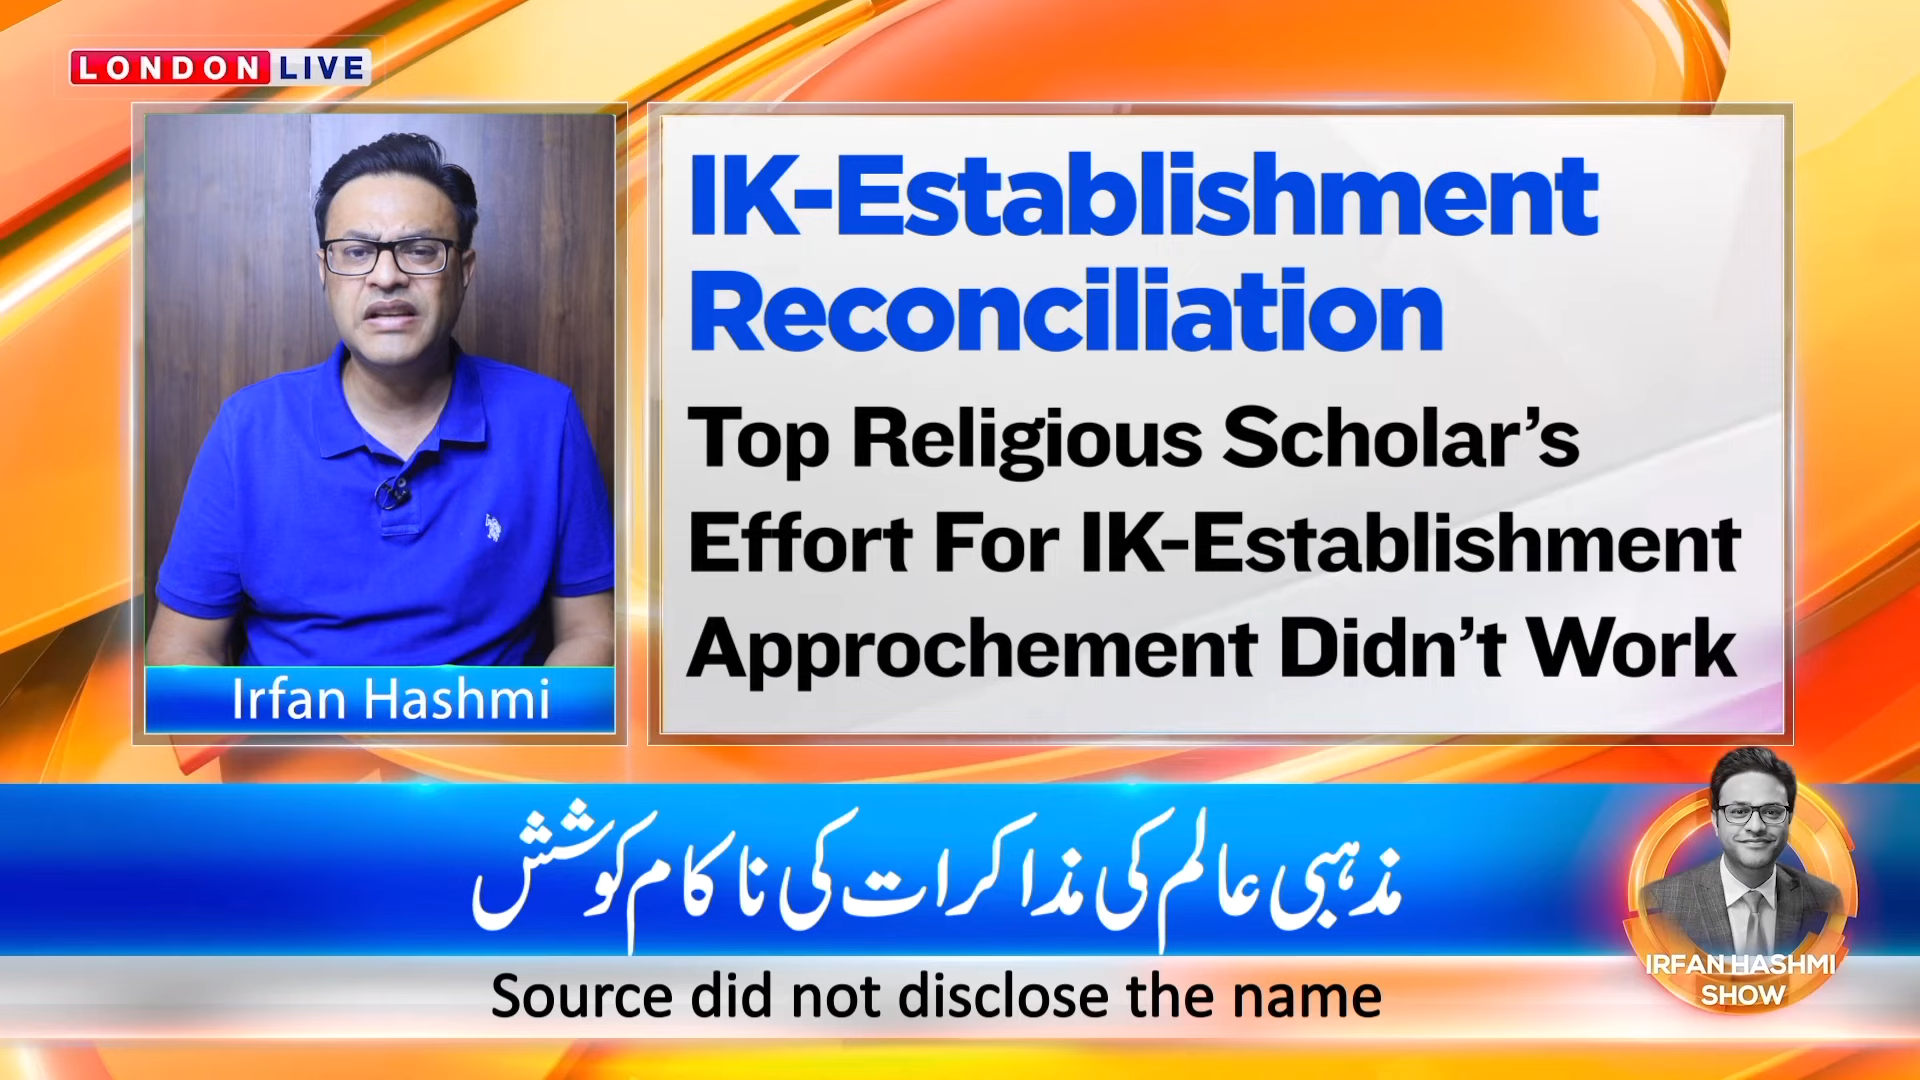 LONDON LIVE
IK-Establishment
Reconciliation
Top Religious Scholar’s
Effort For IK-Establishment
Approchement Didn’t Work
Irfan Hashmi
مذہبی عالم کی مذاکرات کی ناکام کوشش
Source did not disclose the name
IRFAN HASHMI
SHOW